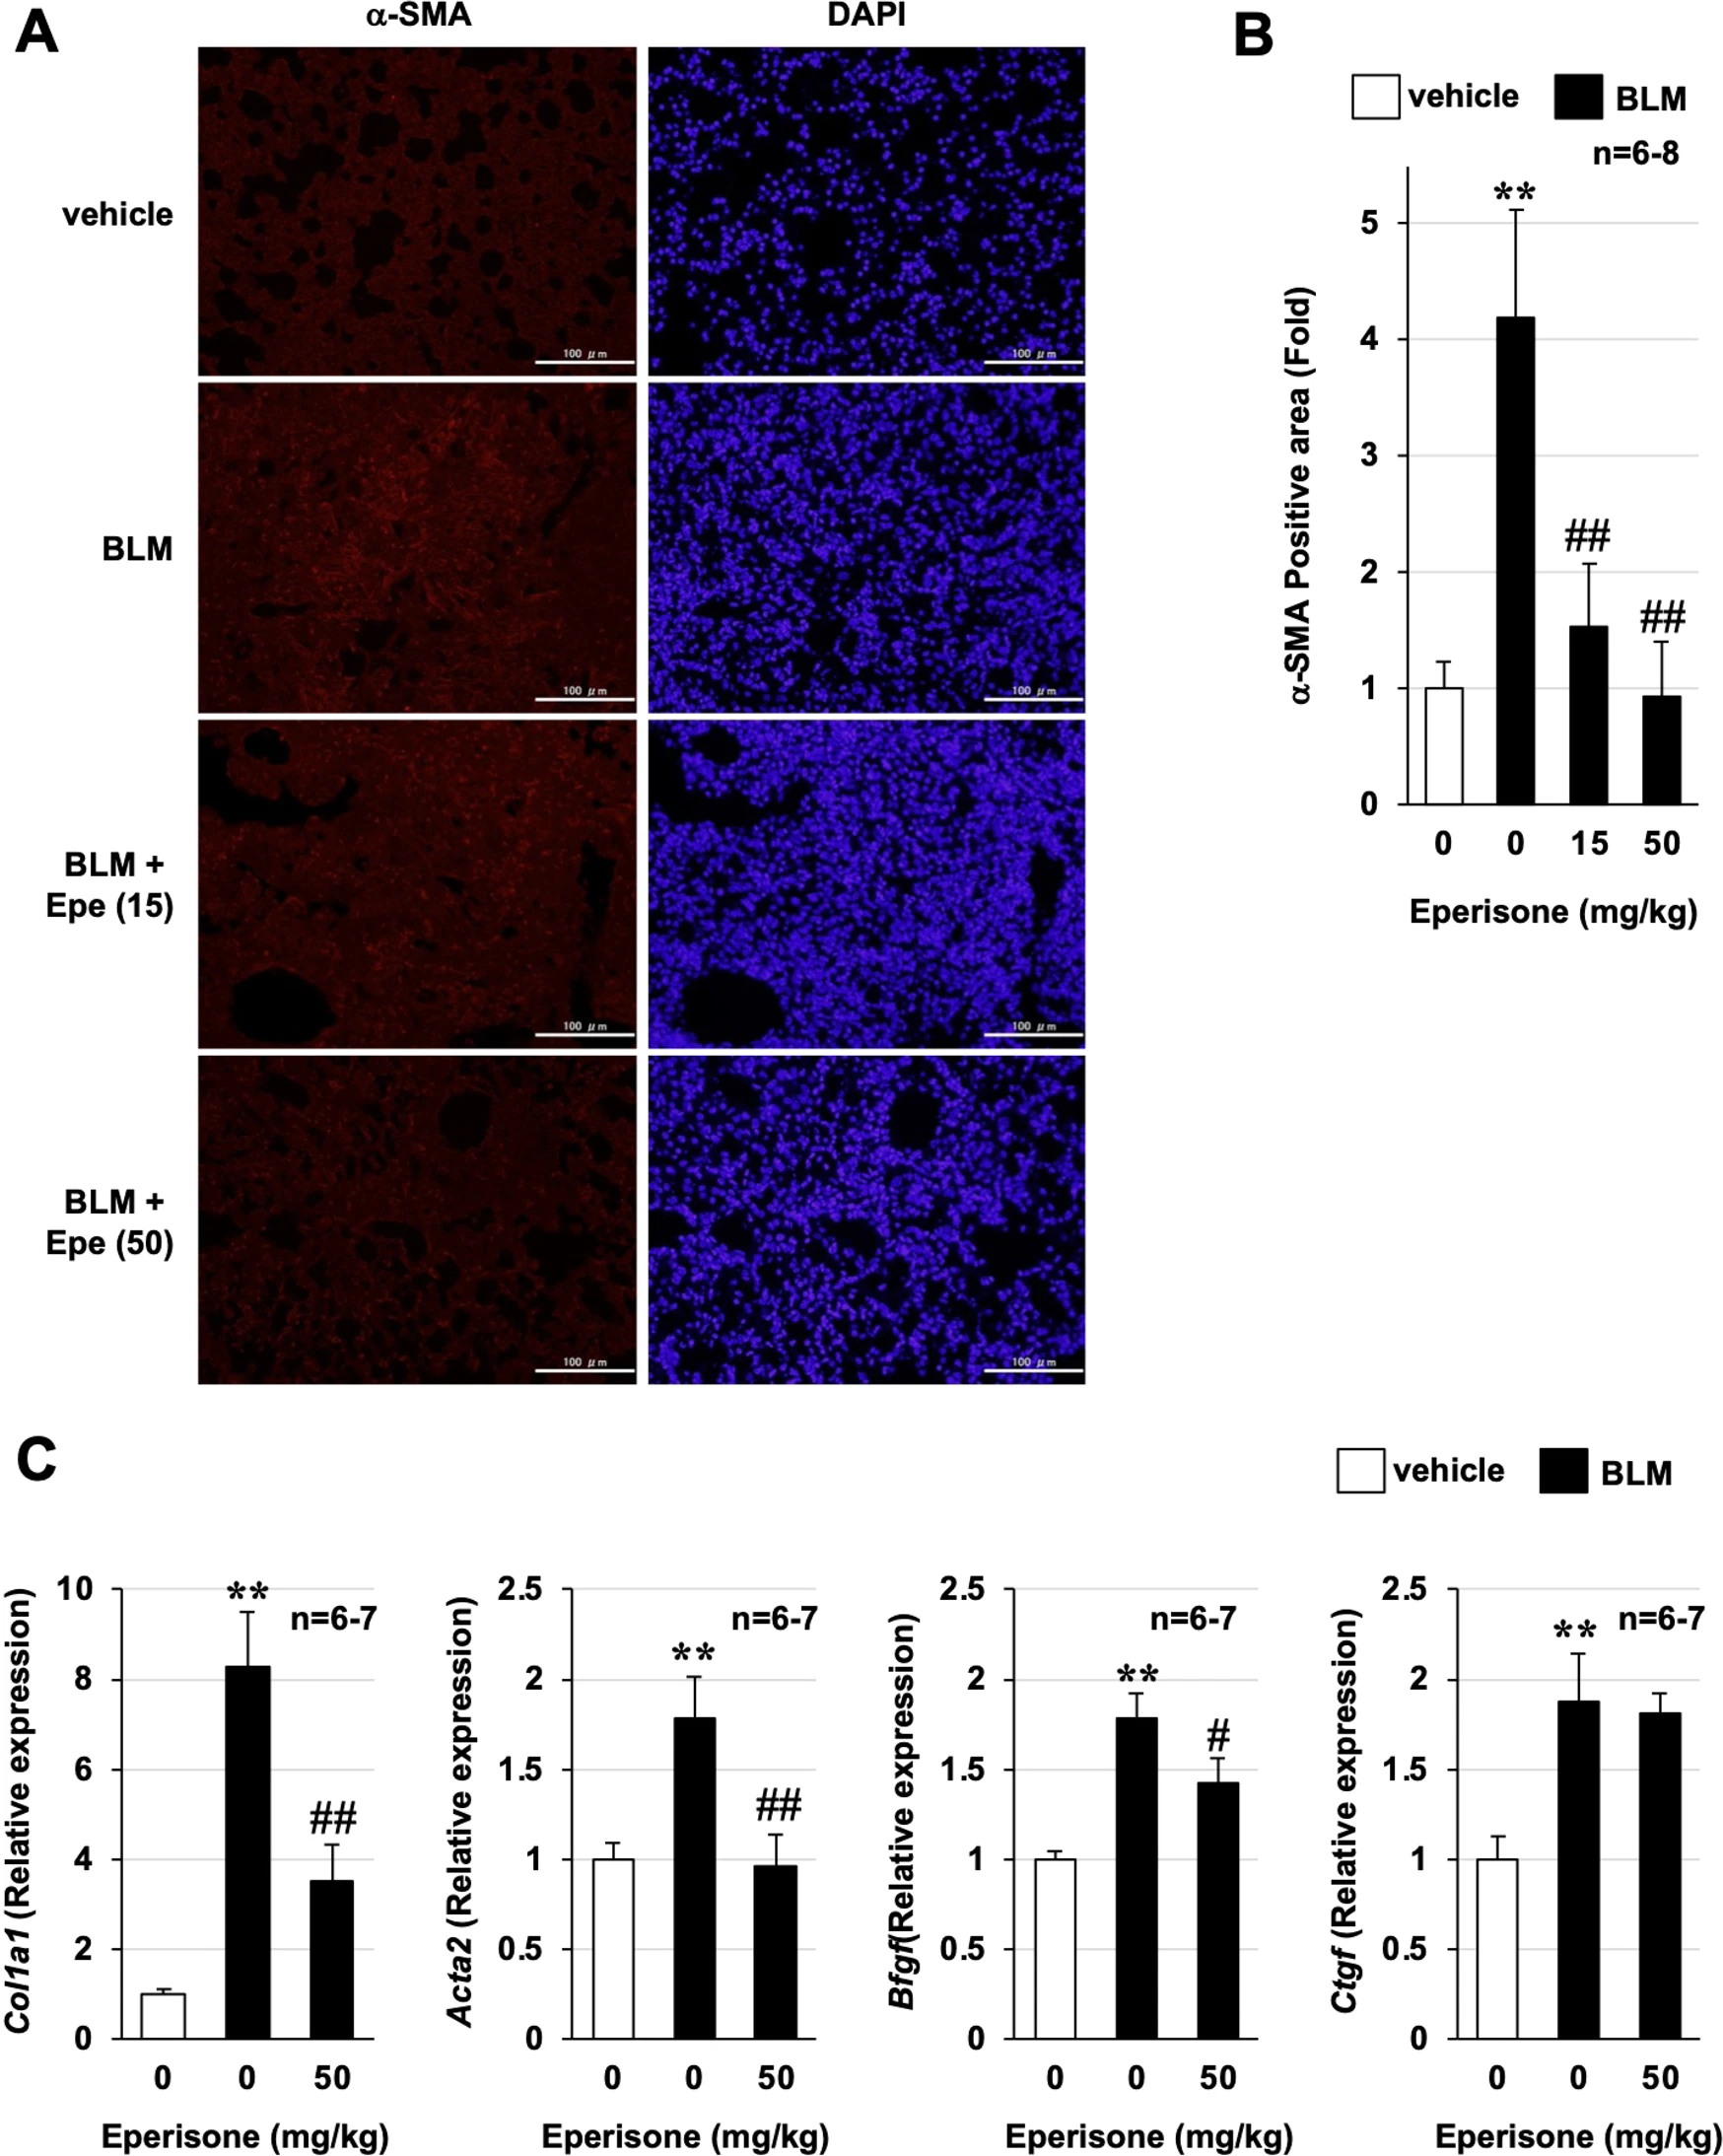 A
α-SMA
DAPI
vehicle
100 μm
100 μm
BLM
100 μm
100 μm
BLM +
Epe (15)
100 μm
100 μm
BLM +
Epe (50)
100 μm
100 μm
B
vehicle
BLM
n=6-8
α-SMA Positive area (Fold)
5
4
3
2
1
0
**
##
##
0
0
15
50
Eperisone (mg/kg)
C
vehicle
BLM
Col1a1 (Relative expression)
10
8
6
4
2
0
**
n=6-7
##
0
0
50
Eperisone (mg/kg)
Acta2 (Relative expression)
2.5
2
1.5
1
0.5
0
n=6-7
**
##
0
0
50
Eperisone (mg/kg)
Bfgf(Relative expression)
2.5
2
1.5
1
0.5
0
n=6-7
**
#
0
0
50
Eperisone (mg/kg)
Ctgf (Relative expression)
2.5
2
1.5
1
0.5
0
**
n=6-7
0
0
50
Eperisone (mg/kg)